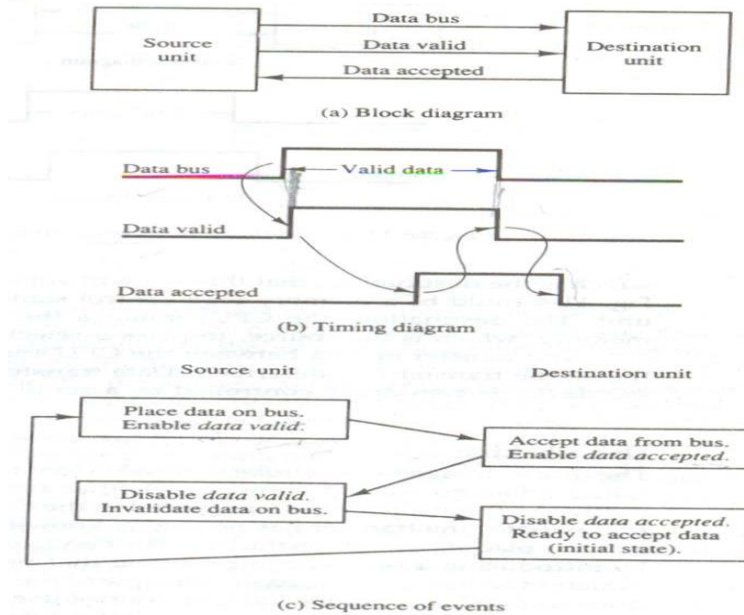 Source
unit
Data bus
Data valid
Data accepted
Destination
unit
(a) Block diagram
Data bus
Valid data
Data valid
Data accepted
(b) Timing diagram
Source unit
Destination unit
Place data on bus.
Enable data valid.
Accept data from bus.
Enable data accepted.
Disable data valid.
Invalidate data on bus.
Disable data accepted.
Ready to accept data
(initial state).
(c) Sequence of events